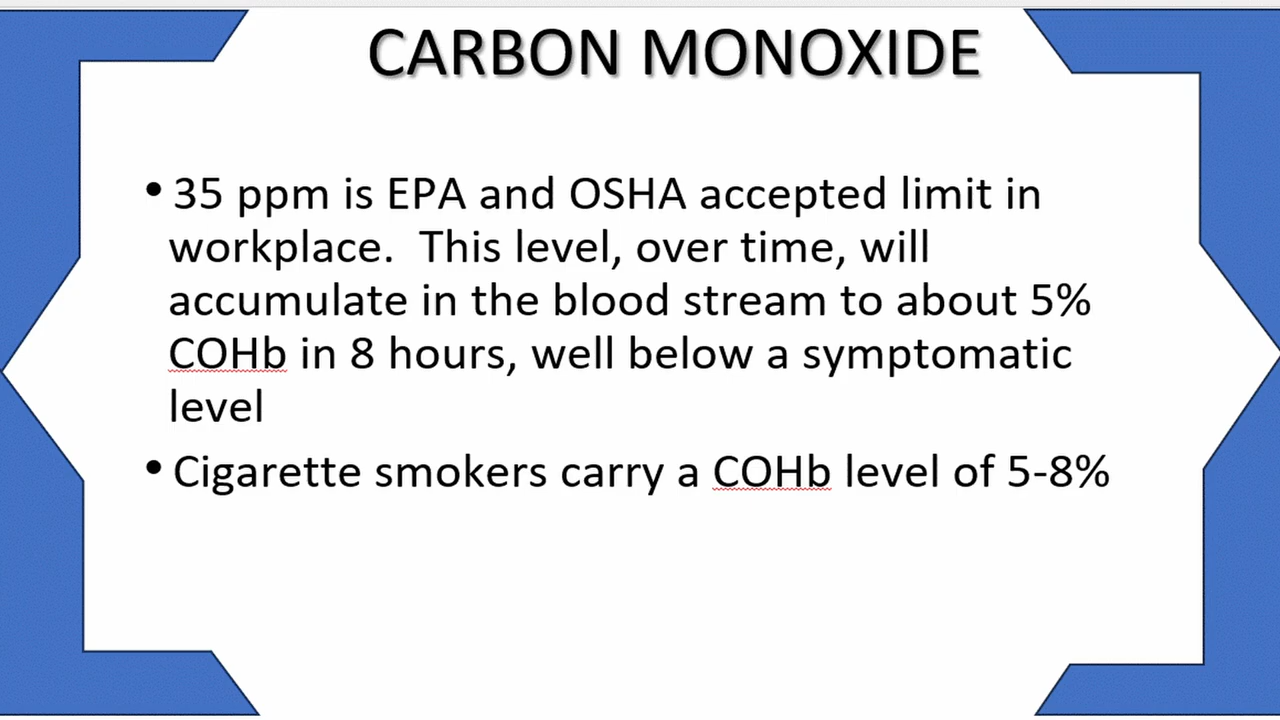 CARBON MONOXIDE
• 35 ppm is EPA and OSHA accepted limit in
workplace.  This level, over time, will
accumulate in the blood stream to about 5%
COHb in 8 hours, well below a symptomatic
level
• Cigarette smokers carry a COHb level of 5-8%